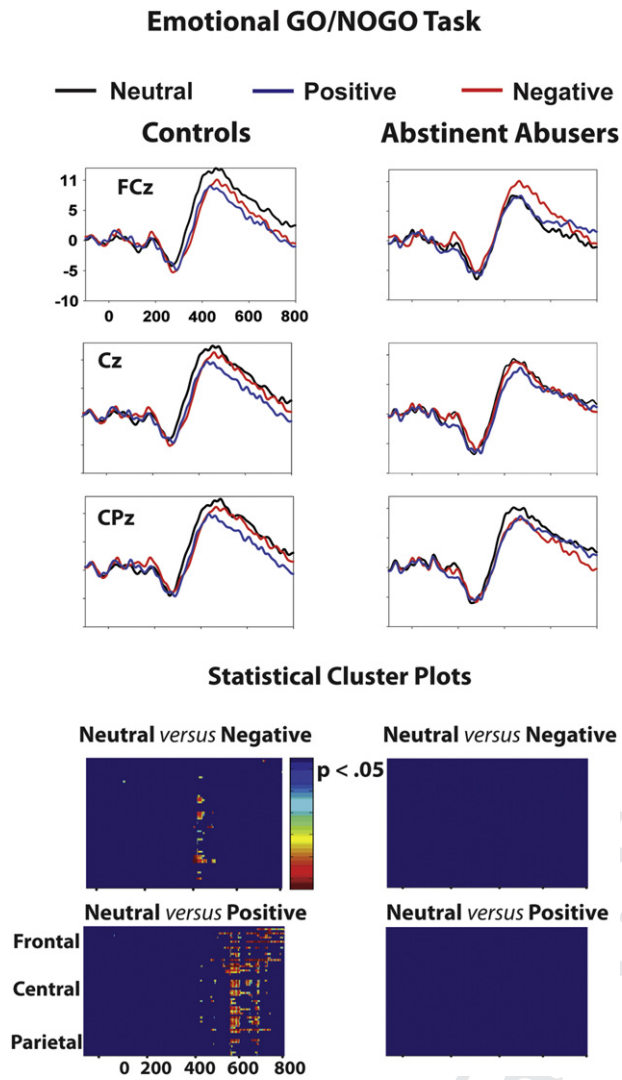 Emotional GO/NOGO Task
Neutral Positive Negative
Controls Abstinent Abusers
FCz
11
5
0
-5
-10
0 200 400 600 800
Cz
CPz
Statistical Cluster Plots
Neutral versus Negative Neutral versus Negative
p < .05
Neutral versus Positive Neutral versus Positive
Frontal
Central
Parietal
0 200 400 600 800